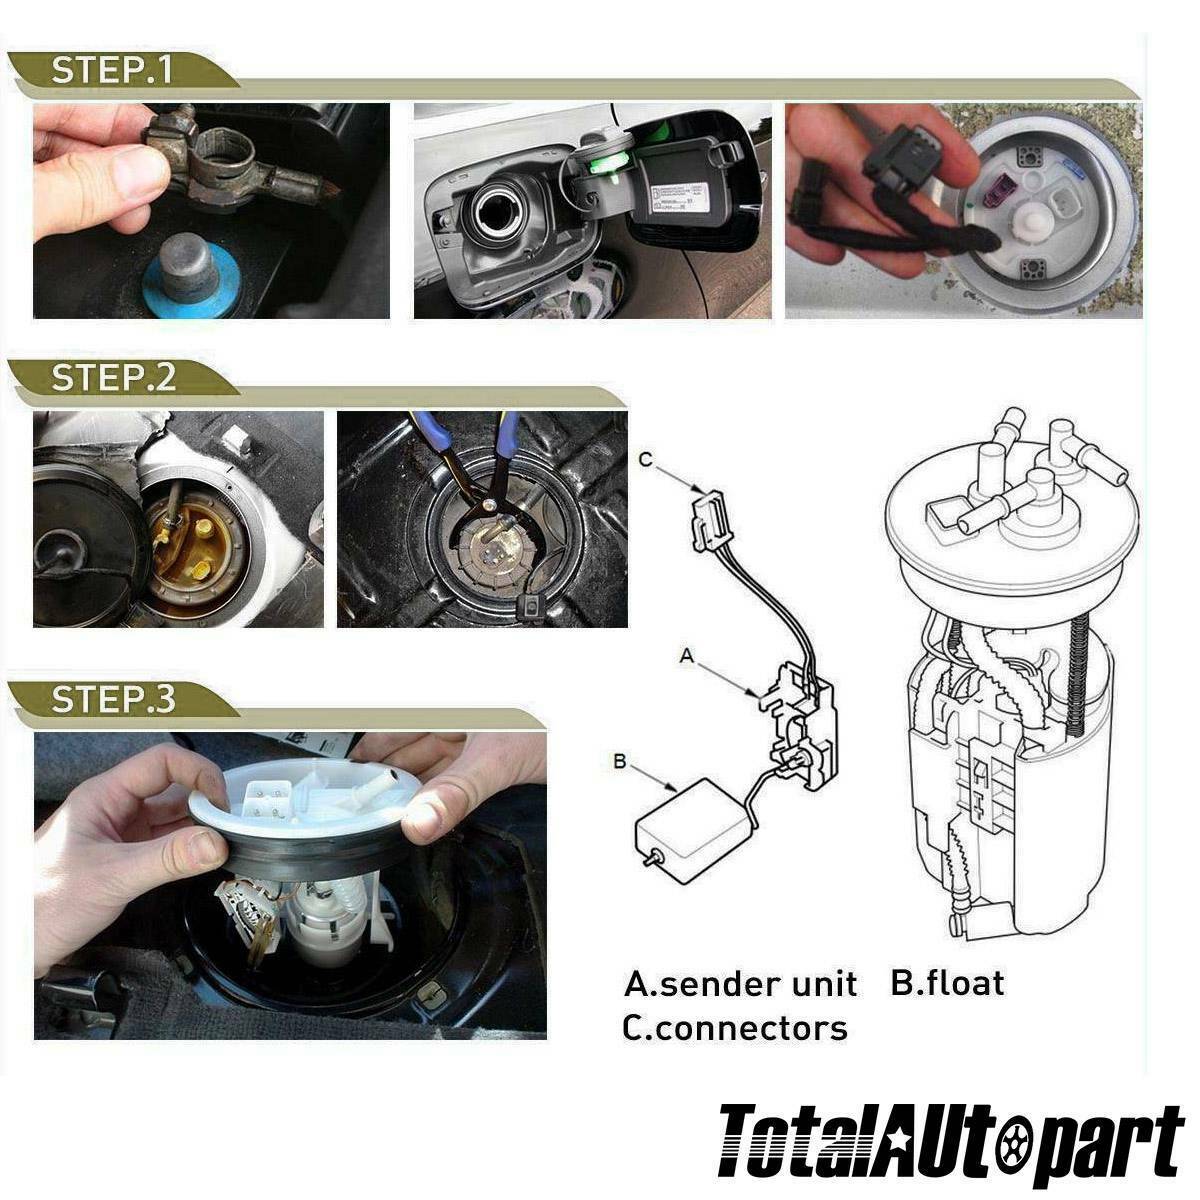 STEP.1
STEP.2
C
A
B
STEP.3
A.sender unit B.float
C.connectors
TotalAUtopart